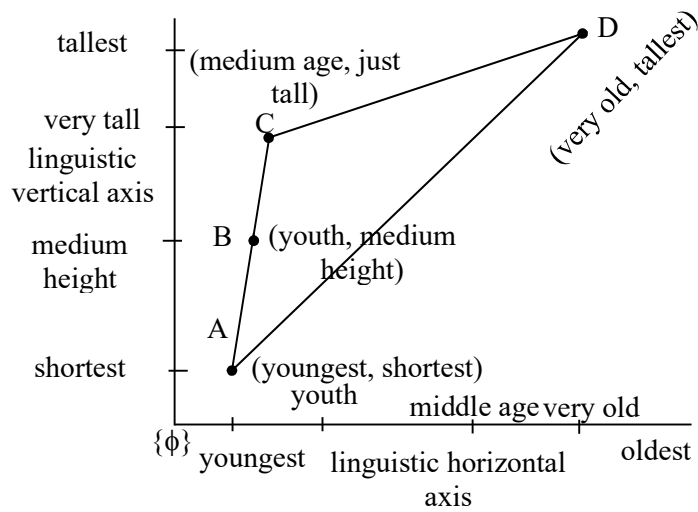 tallest
D
(medium age, just
tall)
(very old, tallest)
very tall
C
linguistic
vertical axis
B
(youth, medium
height)
medium
height
A
shortest
(youngest, shortest)
youth
middle age
very old
{ϕ}
youngest
linguistic horizontal
axis
oldest